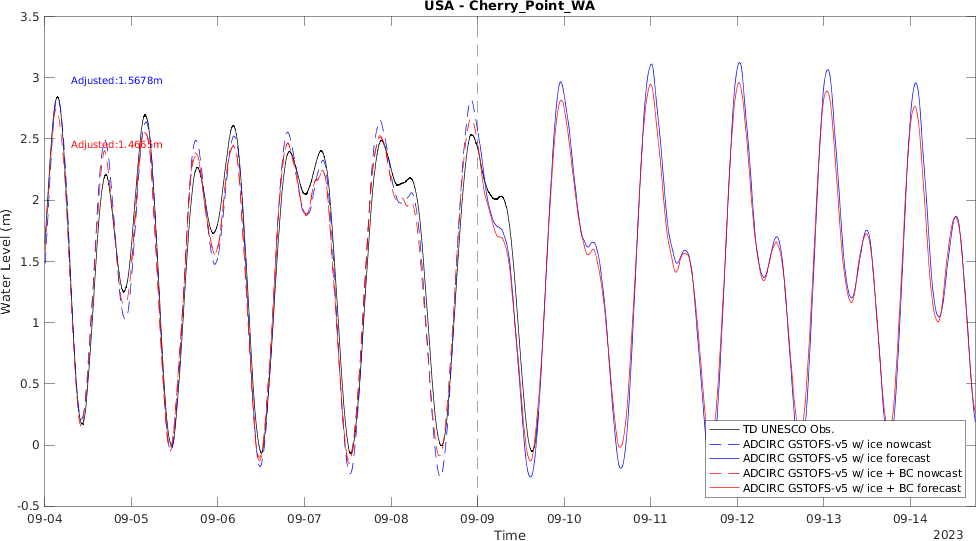 USA - Cherry_Point_WA
3.5
3
2.5
2
1.5
1
0.5
0
-0.5
Water Level (m)
Adjusted:1.5678m
Adjusted:1.4665m
TD UNESCO Obs.
ADCIRC GSTOFS-v5 w/ ice nowcast
ADCIRC GSTOFS-v5 w/ ice forecast
ADCIRC GSTOFS-v5 w/ ice + BC nowcast
ADCIRC GSTOFS-v5 w/ ice + BC forecast
09-04 09-05 09-06 09-07 09-08 09-09 09-10 09-11 09-12 09-13 09-14
Time
2023